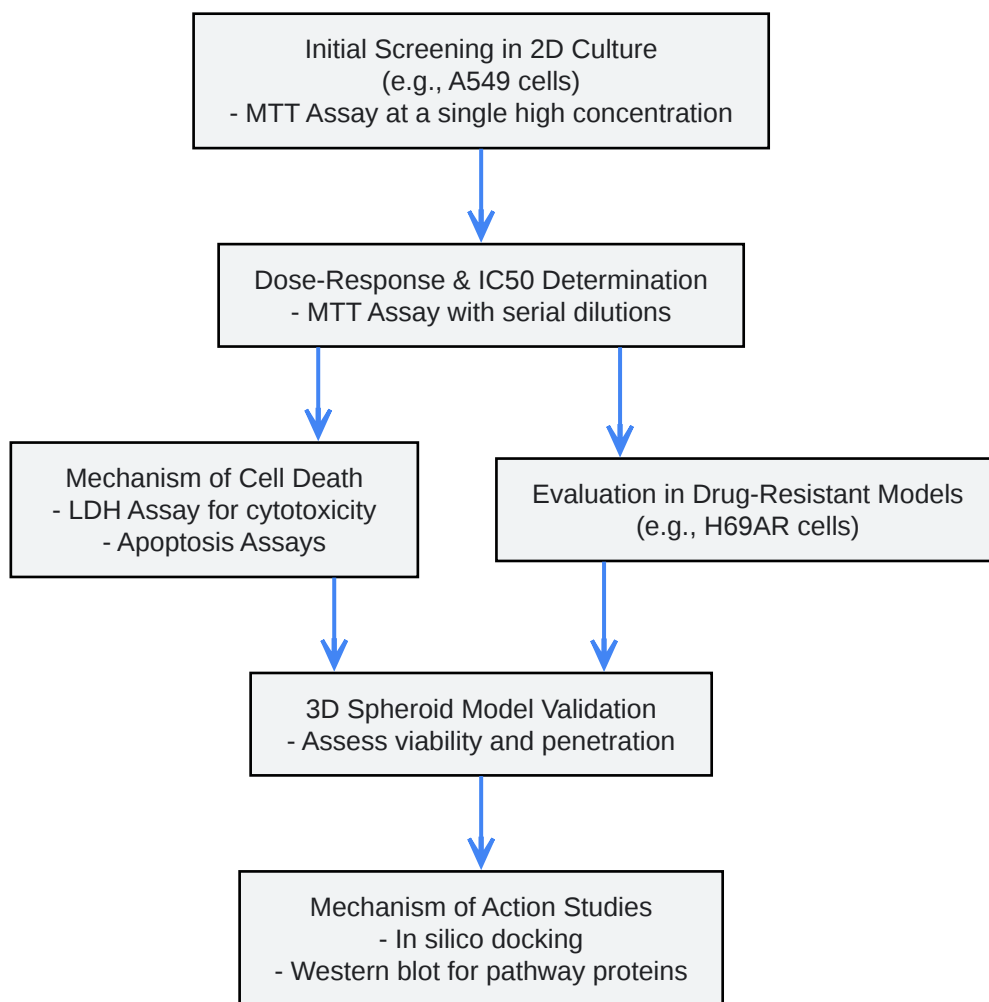 Initial Screening in 2D Culture
(e.g., A549 cells)
- MTT Assay at a single high concentration
Dose-Response & IC50 Determination
- MTT Assay with serial dilutions
Mechanism of Cell Death
- LDH Assay for cytotoxicity
- Apoptosis Assays
Evaluation in Drug-Resistant Models
(e.g., H69AR cells)
3D Spheroid Model Validation
- Assess viability and penetration
Mechanism of Action Studies
- In silico docking
- Western blot for pathway proteins